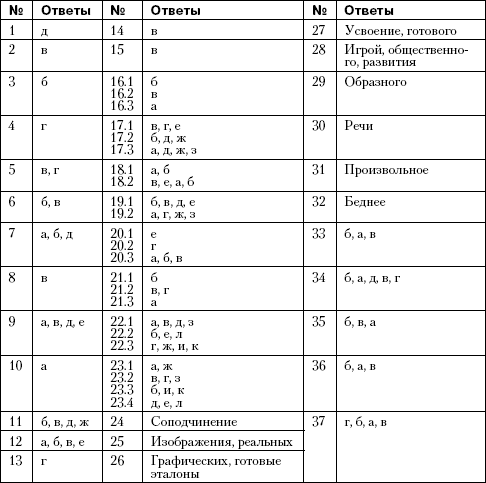 № Ответы № Ответы № Ответы
1 д 14 в 27 Усвоение, готового
2 в 15 в 28 Игрой, общественно-
го, развития
3 б 16.1 б 29 Образного
16.2 в
16.3 а
4 г 17.1 в, г, е 30 Речи
17.2 б, д, ж
17.3 а, д, ж, з
5 в, г 18.1 а, б 31 Произвольное
18.2 в, е, а, б
6 б, в 19.1 б, в, д, е 32 Беднее
19.2 а, г, ж, з
7 а, б, д 20.1 е 33 б, а, в
20.2 г
20.3 а, б, в
8 в 21.1 б 34 б, а, д, в, г
21.2 в, г
21.3 а
9 а, в, д, е 22.1 а, в, д, з 35 б, в, а
22.2 б, е, л
22.3 г, ж, и, к
10 а 23.1 а, ж 36 б, а, в
23.2 в, г, з
23.3 б, и, к
23.4 д, е, л
11 б, в, д, ж 24 Соподчинение 37 г, б, а, в
12 а, б, в, е 25 Изображения, реальных
13 г 26 Графических, готовые
эталоны